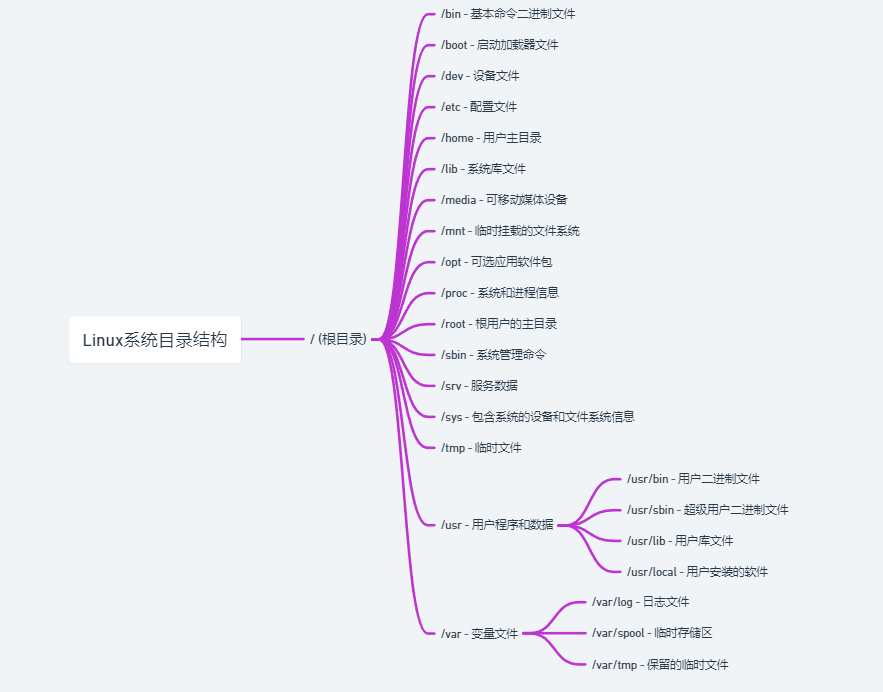 Linux系统目录结构
/ (根目录)
/bin - 基本命令二进制文件
/boot - 启动加载器文件
/dev - 设备文件
/etc - 配置文件
/home - 用户主目录
/lib - 系统库文件
/media - 可移动媒体设备
/mnt - 临时挂载的文件系统
/opt - 可选应用软件包
/proc - 系统和进程信息
/root - 根用户的主目录
/sbin - 系统管理命令
/srv - 服务数据
/sys - 包含系统的设备和文件系统信息
/tmp - 临时文件
/usr - 用户程序和数据
/usr/bin - 用户二进制文件
/usr/sbin - 超级用户二进制文件
/usr/lib - 用户库文件
/usr/local - 用户安装的软件
/var - 变量文件
/var/log - 日志文件
/var/spool - 临时存储区
/var/tmp - 保留的临时文件